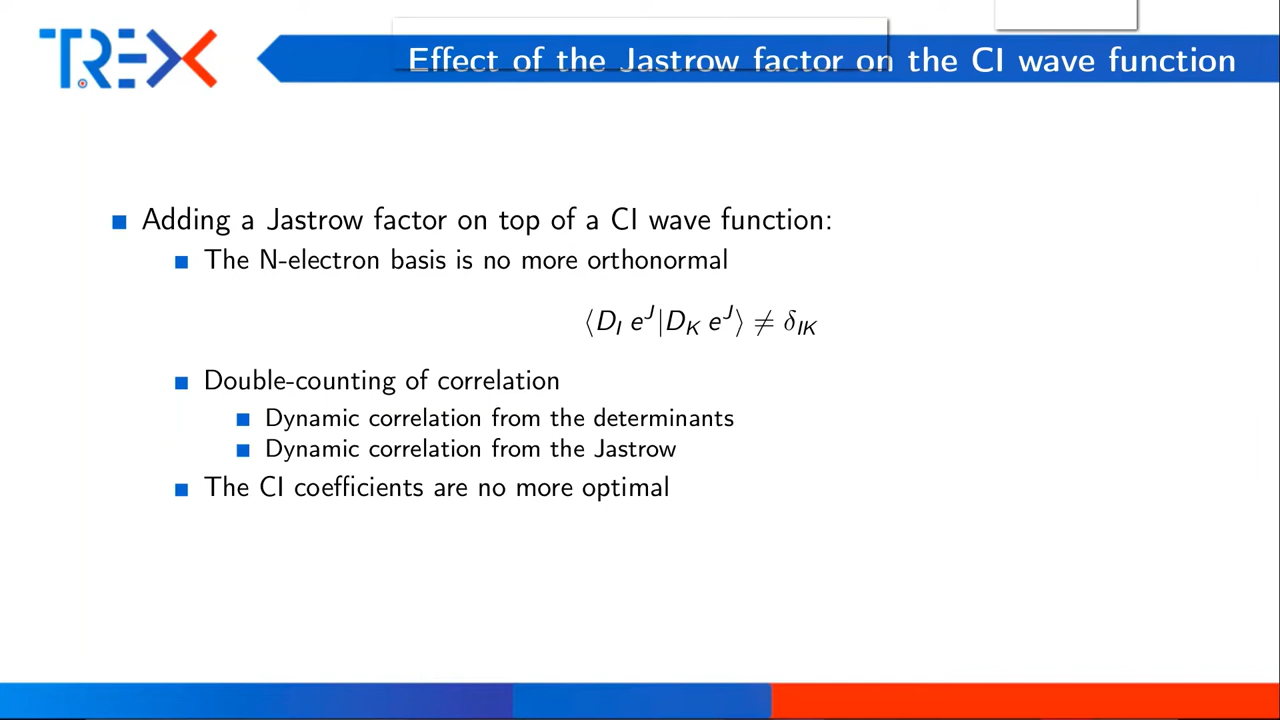 TREX
Effect of the Jastrow factor on the CI wave function
Adding a Jastrow factor on top of a CI wave function:
The N-electron basis is no more orthonormal
⟨D_I e^J|D_K e^J⟩ ≠ δ_IK
Double-counting of correlation
Dynamic correlation from the determinants
Dynamic correlation from the Jastrow
The CI coefficients are no more optimal